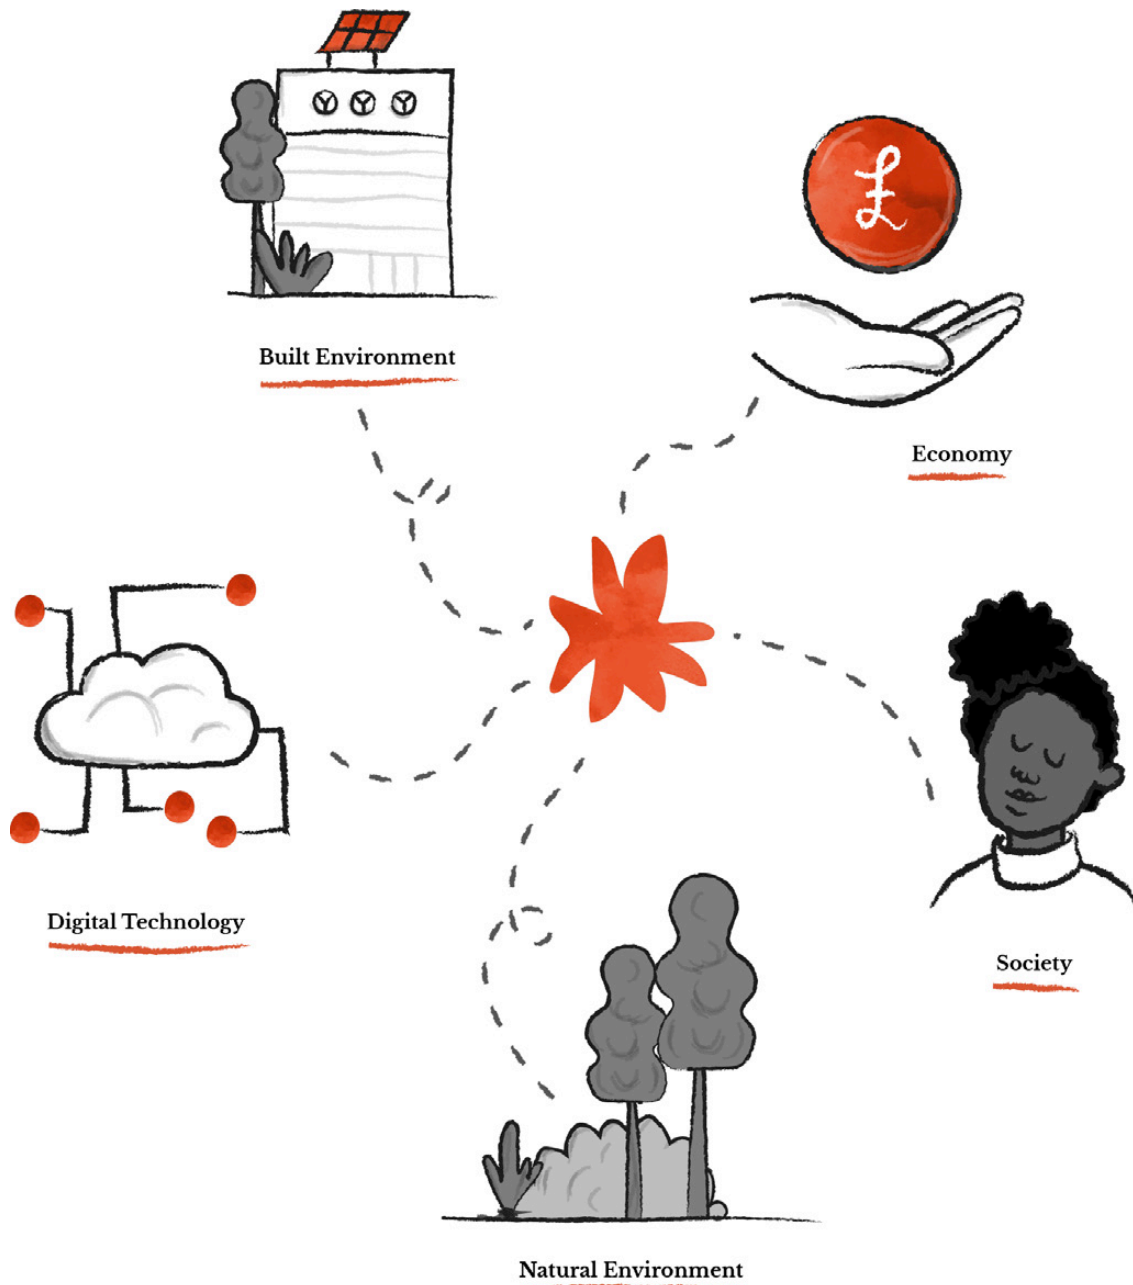 £
Built Environment
Economy
Digital Technology
Society
Natural Environment